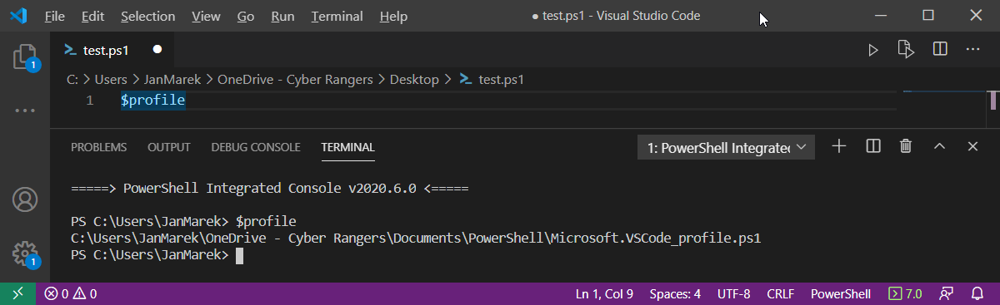 File Edit Selection View Go Run Terminal Help ● test.ps1 - Visual Studio Code
1 test.ps1 ●
C: > Users > JanMarek > OneDrive - Cyber Rangers > Desktop > test.ps1
1 $profile
PROBLEMS OUTPUT DEBUG CONSOLE TERMINAL 1: PowerShell Integrated
=====> PowerShell Integrated Console v2020.6.0 <=====
PS C:\Users\JanMarek> $profile
C:\Users\JanMarek\OneDrive - Cyber Rangers\Documents\PowerShell\Microsoft.VSCode_profile.ps1
PS C:\Users\JanMarek>
1
0 0 Ln 1, Col 9 Spaces: 4 UTF-8 CRLF PowerShell 7.0